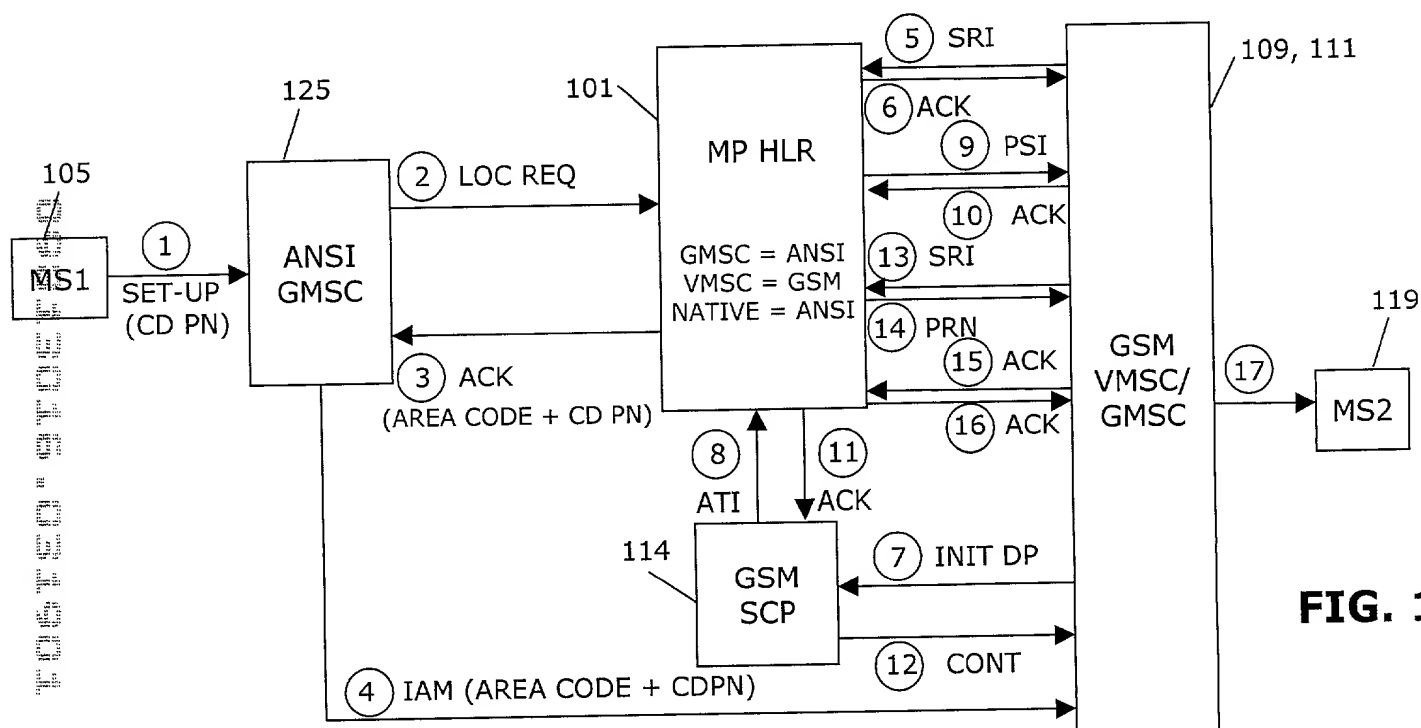 5 SRI
109, 111
125
101
6 ACK
MP HLR
9 PSI
105
2 LOC REQ
10 ACK
1
ANSI
GMSC
GMSC = ANSI
VMSC = GSM
NATIVE = ANSI
13 SRI
MS1
SET-UP
(CD PN)
14 PRN
119
3 ACK
(AREA CODE + CD PN)
15 ACK
GSM
VMSC/
GMSC
17
MS2
16 ACK
8
ATI
11
ACK
114
GSM
SCP
7 INIT DP
12 CONT
FIG.
4 IAM (AREA CODE + CDPN)